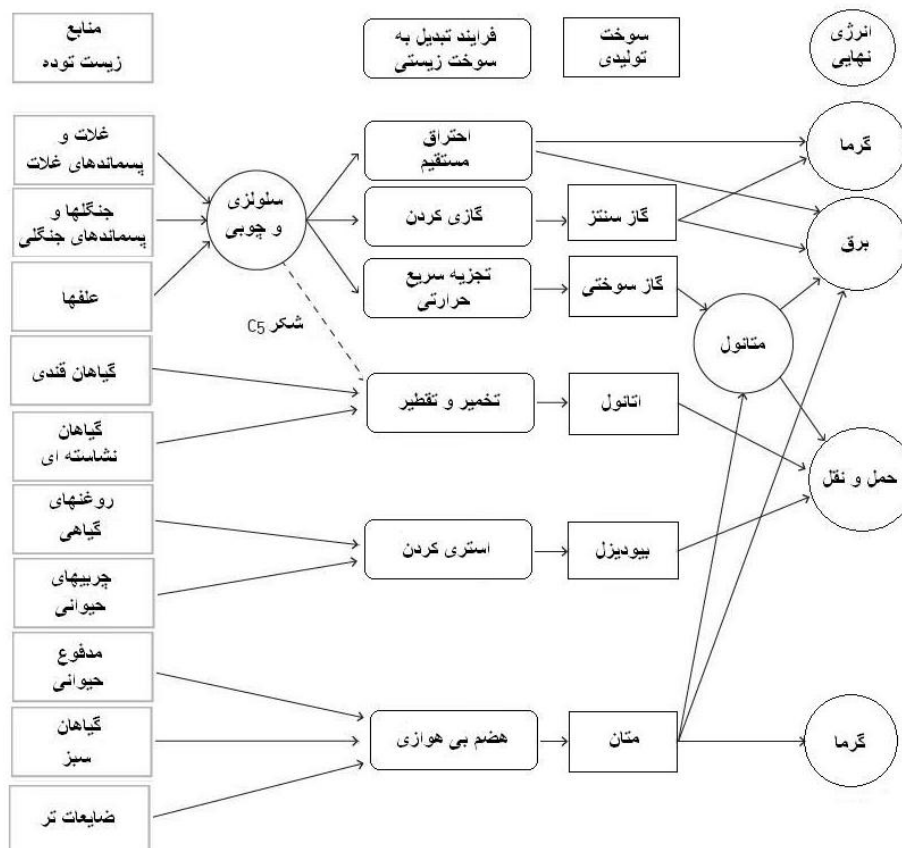 منابع
زیست توده
فرایند تبدیل به
سوخت زیستی
سوخت
تولیدی
انرژی
نهایی
غلات و
پسماندهای غلات
جنگلها و
پسماندهای جنگلی
علفها
گیاهان قندی
گیاهان
نشاسته ای
روغنهای
گیاهی
چربیهای
حیوانی
مدفوع
حیوانی
گیاهان
سبز
ضایعات تر
سلولزی
و چوبی
شکر C5
احتراق
مستقیم
گازی کردن
تجزیه سریع
حرارتی
تخمیر و تقطیر
استری کردن
هضم بی هوازی
گاز سنتز
گاز سوختی
اتانول
بیودیزل
متان
متانول
گرما
برق
حمل و نقل
گرما